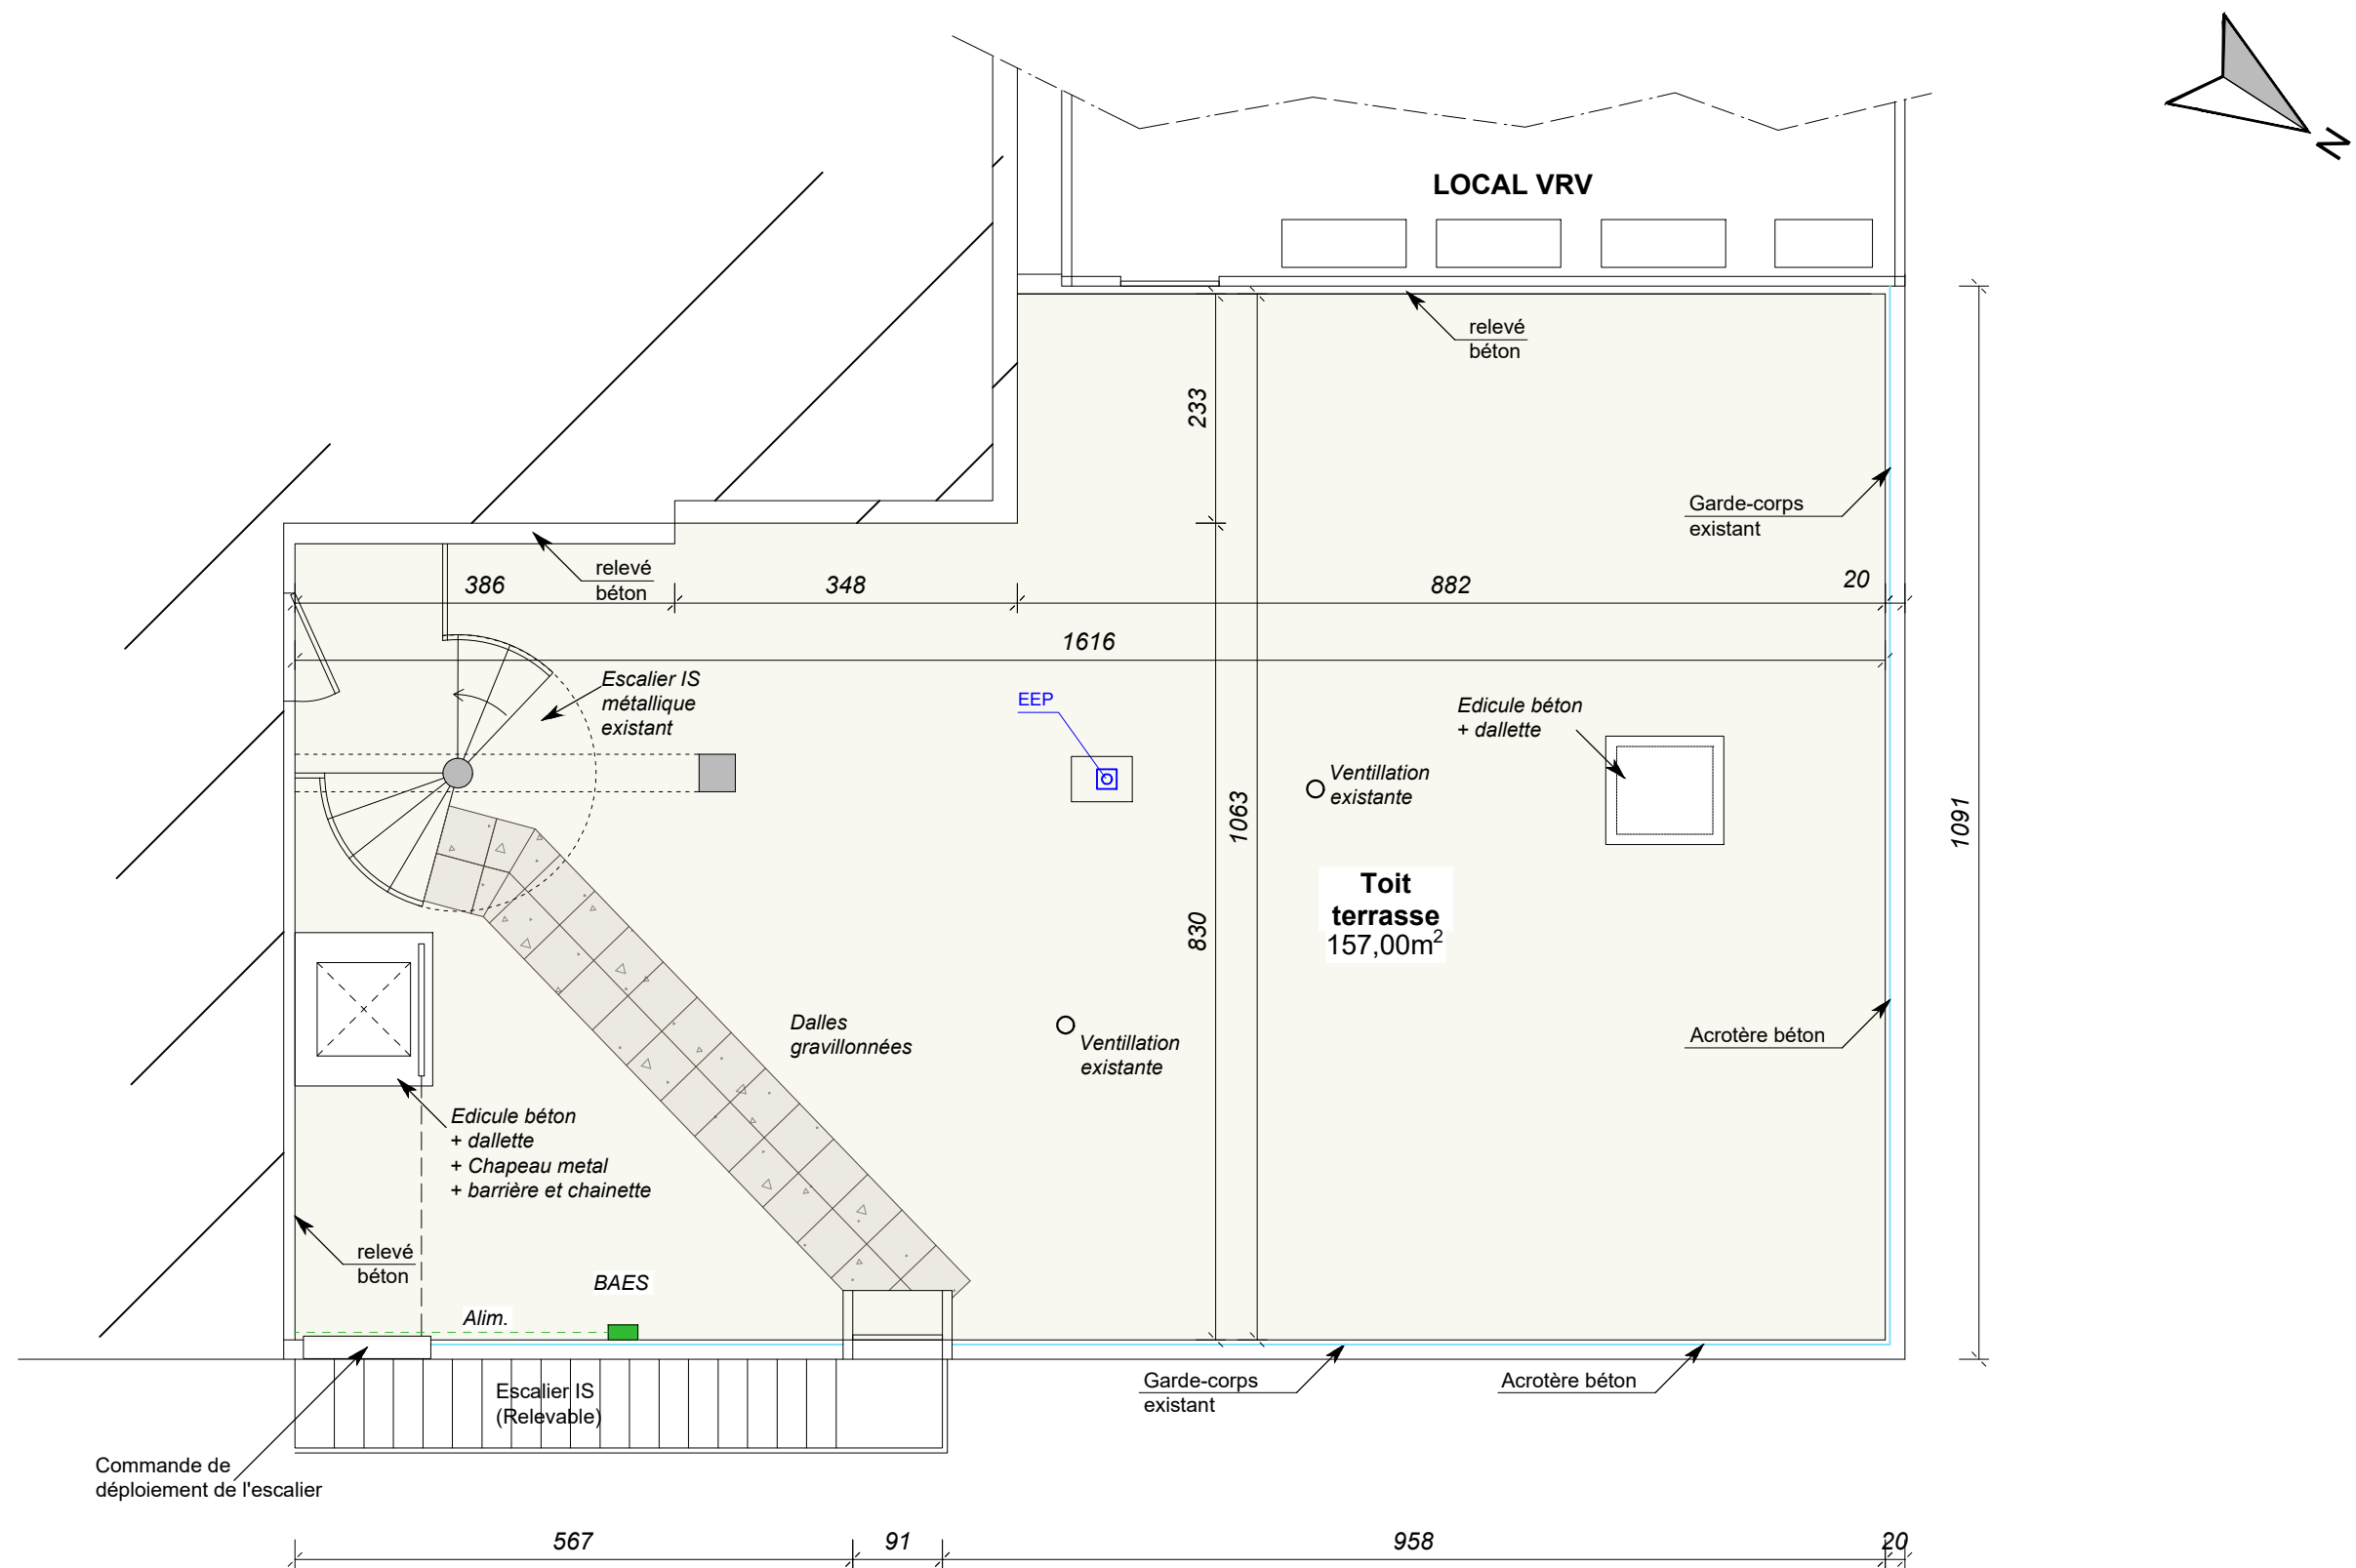 N
LOCAL VRV
relevé
béton
233
Garde-corps
existant
relevé
béton
386
348
882
20
1616
Escalier IS
métallique
existant
EEP
Edicule béton
+ dallette
Ventillation
existante
1063
1091
830
Toit
terrasse
157,00m²
Dalles
gravillonnées
Ventillation
existante
Acrotère béton
Edicule béton
+ dallette
+ Chapeau metal
+ barrière et chainette
relevé
béton
BAES
Alim.
Escalier IS
(Relevable)
Garde-corps
existant
Acrotère béton
Commande de
déploiement de l'escalier
567
91
958
20